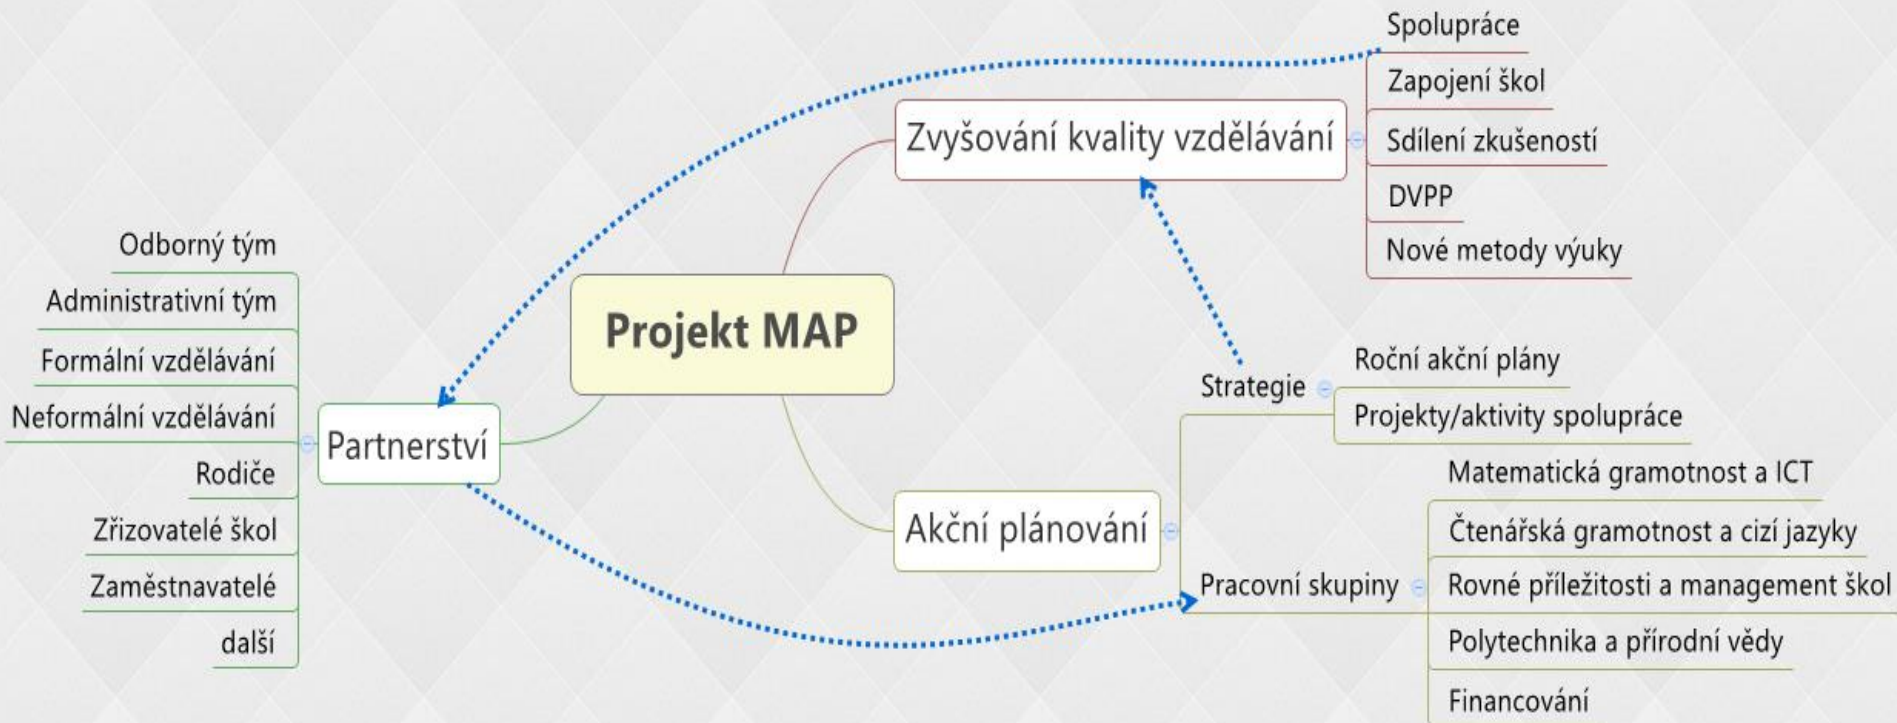 Projekt MAP
Zvyšování kvality vzdělávání
Spolupráce
Zapojení škol
Sdílení zkušeností
DVPP
Nové metody výuky
Akční plánování
Strategie
Roční akční plány
Projekty/aktivity spolupráce
Pracovní skupiny
Matematická gramotnost a ICT
Čtenářská gramotnost a cizí jazyky
Rovné příležitosti a management škol
Polytechnika a přírodní vědy
Financování
Partnerství
Odborný tým
Administrativní tým
Formální vzdělávání
Neformální vzdělávání
Rodiče
Zřizovatelé škol
Zaměstnavatelé
další